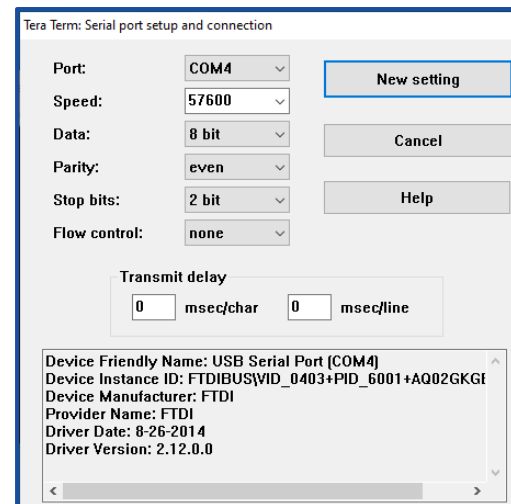 Tera Term: Serial port setup and connection
Port: COM4
New setting
Speed: 57600
Data: 8 bit
Cancel
Parity: even
Stop bits: 2 bit
Help
Flow control: none
Transmit delay
0 msec/char 0 msec/line
Device Friendly Name: USB Serial Port (COM4)
Device Instance ID: FTDIBUS\VID_0403+PID_6001+AQ02GKGE
Device Manufacturer: FTDI
Provider Name: FTDI
Driver Date: 8-26-2014
Driver Version: 2.12.0.0